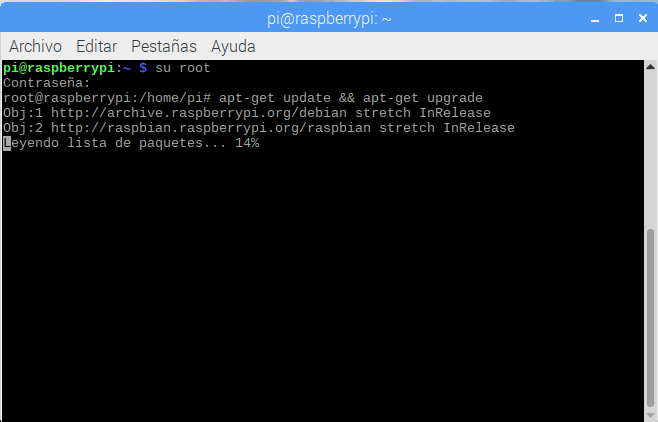 pi@raspberrypi: ~
Archivo Editar Pestañas Ayuda
pi@raspberrypi:~ $ su root
Contraseña:
root@raspberrypi:/home/pi# apt-get update && apt-get upgrade
Obj:1 http://archive.raspberrypi.org/debian stretch InRelease
Obj:2 http://raspbian.raspberrypi.org/raspbian stretch InRelease
Leyendo lista de paquetes... 14%